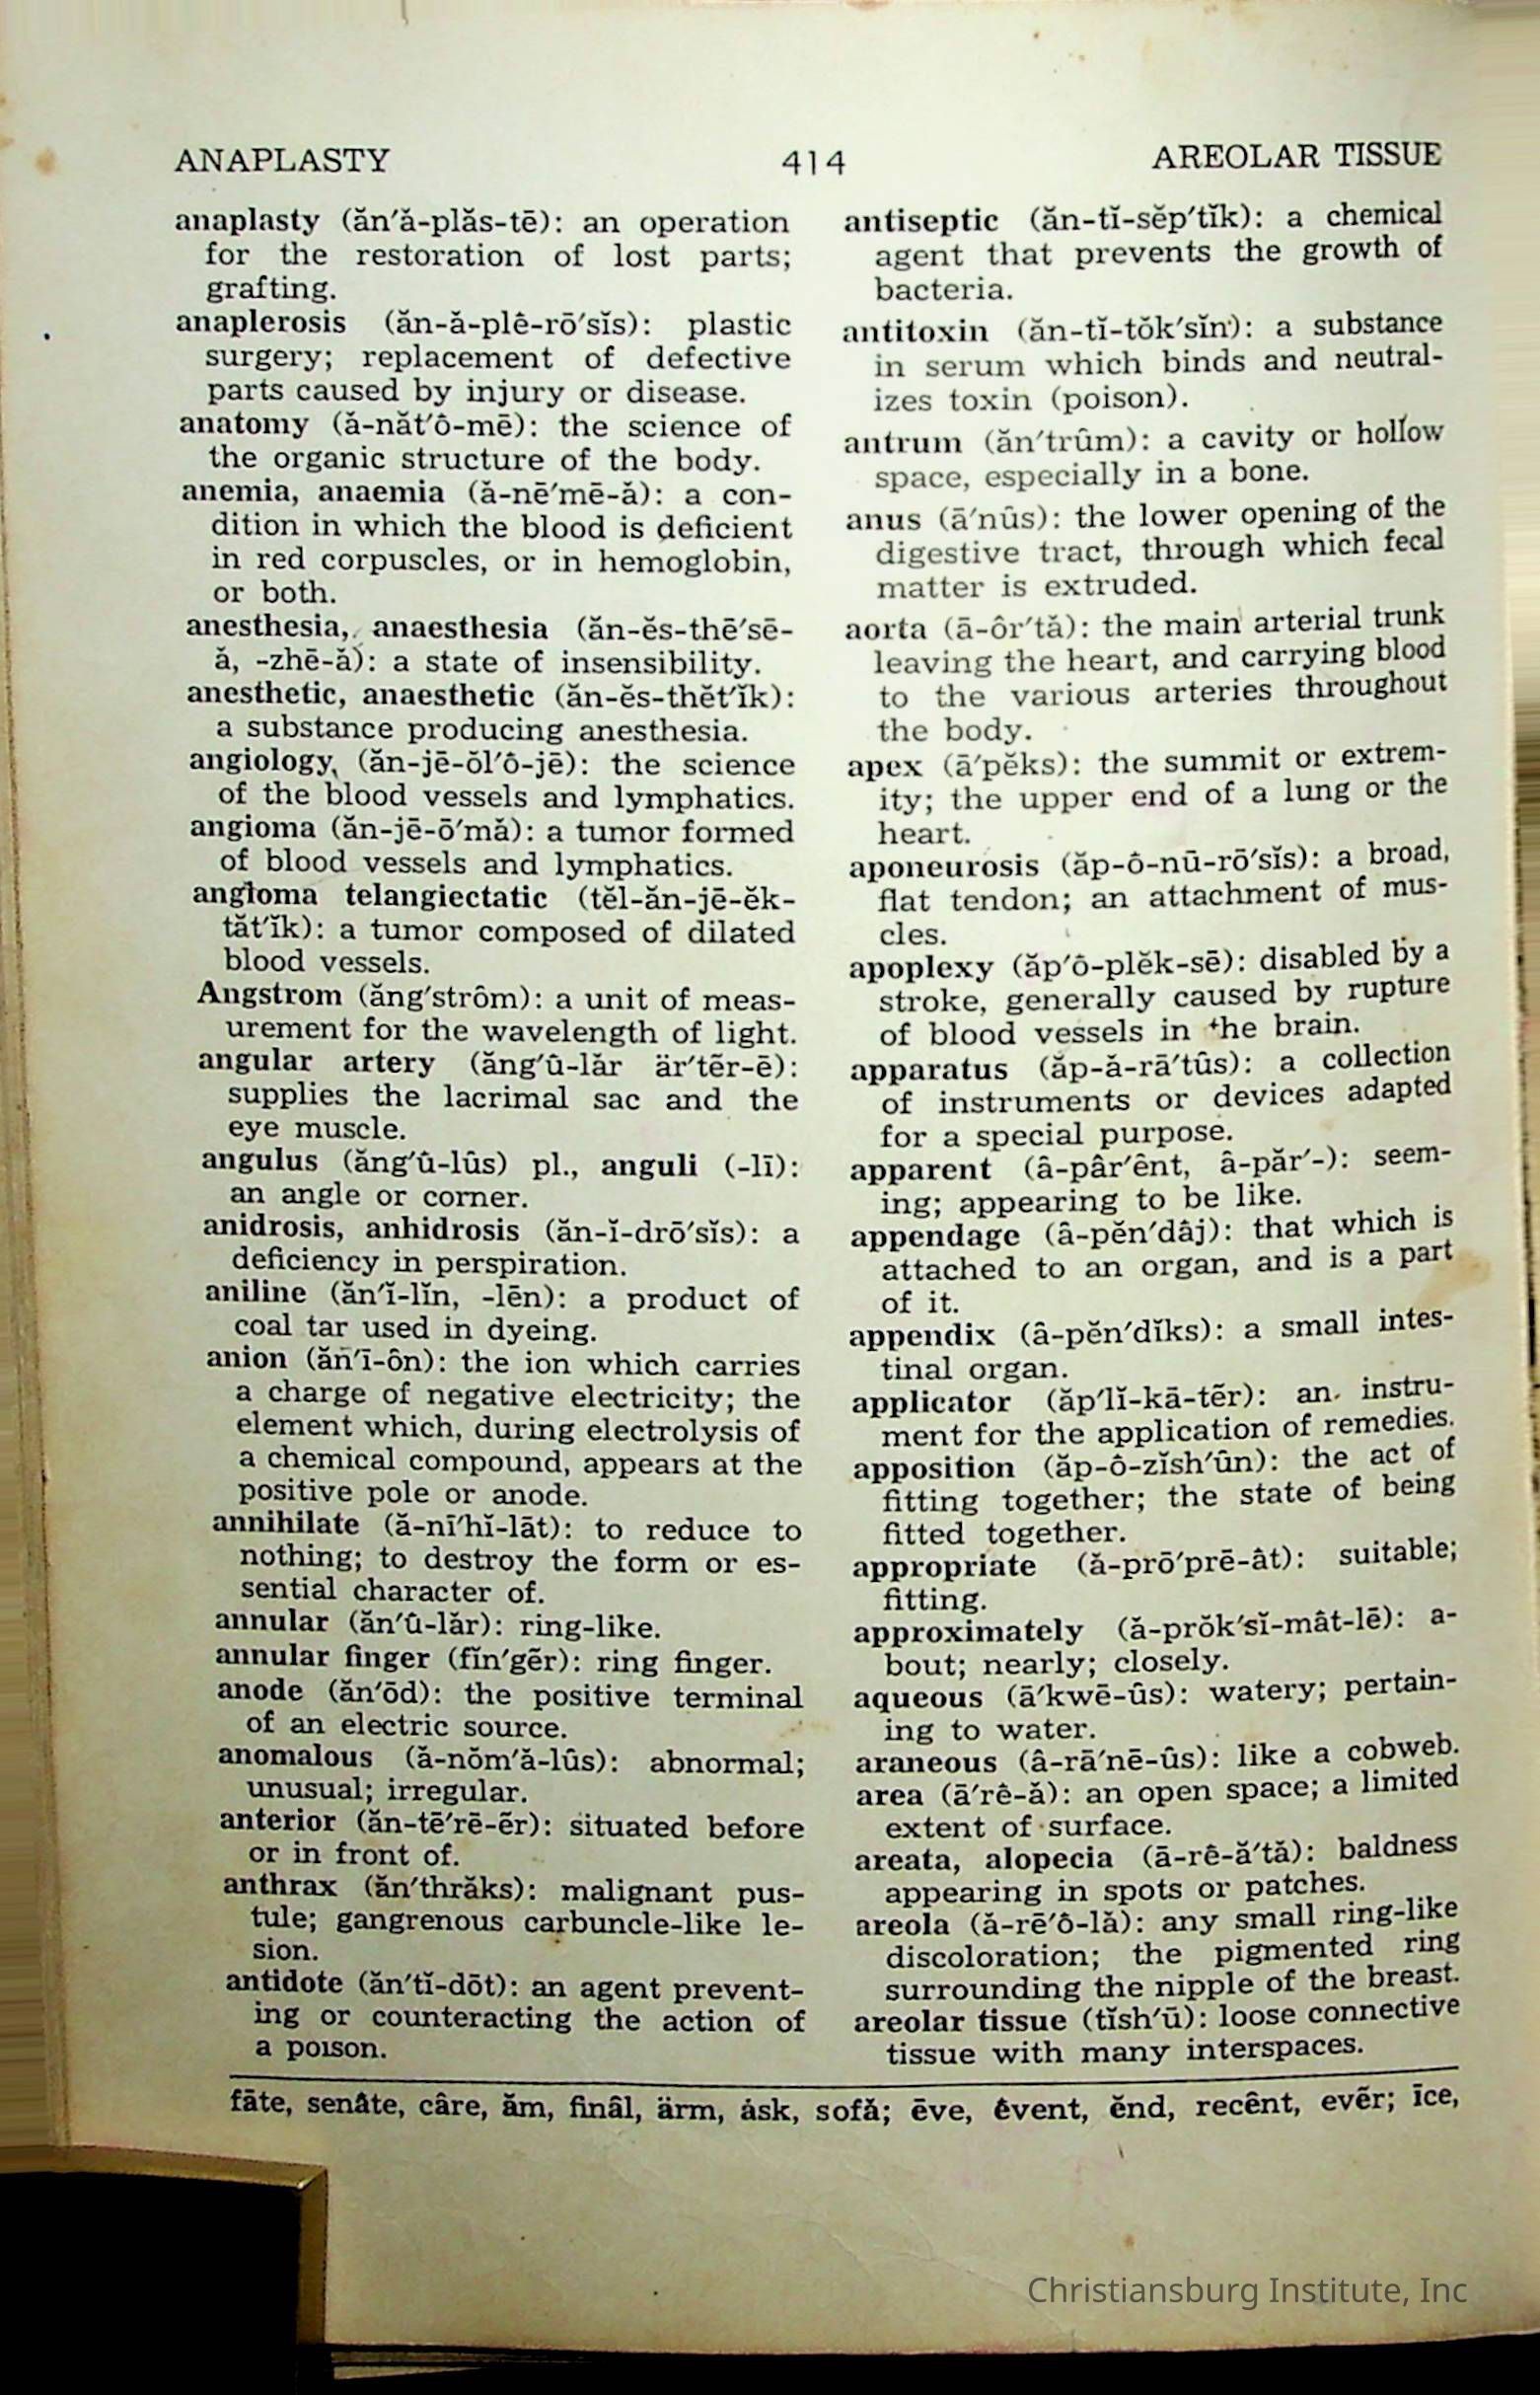 ANAPLASTY 414 AREOLAR TISSUE
anaplasty (ăn′ă-plăs-tē): an operation
for the restoration of lost parts;
grafting.
anaplerosis (ăn-ă-plê-rō′sĭs): plastic
surgery; replacement of defective
parts caused by injury or disease.
anatomy (ă-năt′ô-mē): the science of
the organic structure of the body.
anemia, anaemia (ă-nē′mē-ă): a con-
dition in which the blood is deficient
in red corpuscles, or in hemoglobin,
or both.
anesthesia, anaesthesia (ăn-ĕs-thē′sē-
ă, -zhē-ă): a state of insensibility.
anesthetic, anaesthetic (ăn-ĕs-thĕt′ĭk):
a substance producing anesthesia.
angiology, (ăn-jē-ŏl′ô-jē): the science
of the blood vessels and lymphatics.
angioma (ăn-jē-ō′mă): a tumor formed
of blood vessels and lymphatics.
angioma telangiectatic (tĕl-ăn-jē-ĕk-
tăt′ĭk): a tumor composed of dilated
blood vessels.
Angstrom (ăng′strôm): a unit of meas-
urement for the wavelength of light.
angular artery (ăng′û-lăr är′tẽr-ē):
supplies the lacrimal sac and the
eye muscle.
angulus (ăng′û-lûs) pl., anguli (-lī):
an angle or corner.
anidrosis, anhidrosis (ăn-ĭ-drō′sĭs): a
deficiency in perspiration.
aniline (ăn′ĭ-lĭn, -lēn): a product of
coal tar used in dyeing.
anion (ăn′ī-ôn): the ion which carries
a charge of negative electricity; the
element which, during electrolysis of
a chemical compound, appears at the
positive pole or anode.
annihilate (ă-nī′hĭ-lāt): to reduce to
nothing; to destroy the form or es-
sential character of.
annular (ăn′û-lăr): ring-like.
annular finger (fĭn′gẽr): ring finger.
anode (ăn′ōd): the positive terminal
of an electric source.
anomalous (ă-nŏm′ă-lûs): abnormal;
unusual; irregular.
anterior (ăn-tē′rē-ẽr): situated before
or in front of.
anthrax (ăn′thrăks): malignant pus-
tule; gangrenous carbuncle-like le-
sion.
antidote (ăn′tĭ-dōt): an agent prevent-
ing or counteracting the action of
a poison.
antiseptic (ăn-tĭ-sĕp′tĭk): a chemical
agent that prevents the growth of
bacteria.
antitoxin (ăn-tĭ-tŏk′sĭn): a substance
in serum which binds and neutral-
izes toxin (poison).
antrum (ăn′trûm): a cavity or hollow
space, especially in a bone.
anus (ā′nûs): the lower opening of the
digestive tract, through which fecal
matter is extruded.
aorta (ā-ôr′tă): the main arterial trunk
leaving the heart, and carrying blood
to the various arteries throughout
the body.
apex (ā′pĕks): the summit or extrem-
ity; the upper end of a lung or the
heart.
aponeurosis (ăp-ô-nū-rō′sĭs): a broad,
flat tendon; an attachment of mus-
cles.
apoplexy (ăp′ô-plĕk-sē): disabled by a
stroke, generally caused by rupture
of blood vessels in the brain.
apparatus (ăp-ă-rā′tûs): a collection
of instruments or devices adapted
for a special purpose.
apparent (â-pâr′ênt, â-păr′-): seem-
ing; appearing to be like.
appendage (â-pĕn′dâj): that which is
attached to an organ, and is a part
of it.
appendix (â-pĕn′dĭks): a small intes-
tinal organ.
applicator (ăp′lĭ-kā-tẽr): an instru-
ment for the application of remedies.
apposition (ăp-ô-zĭsh′ûn): the act of
fitting together; the state of being
fitted together.
appropriate (ă-prō′prē-ât): suitable;
fitting.
approximately (ă-prŏk′sĭ-mât-lē): a-
bout; nearly; closely.
aqueous (ā′kwē-ûs): watery; pertain-
ing to water.
araneous (â-rā′nē-ûs): like a cobweb.
area (ā′rê-ă): an open space; a limited
extent of surface.
areata, alopecia (ā-rê-ă′tă): baldness
appearing in spots or patches.
areola (ă-rē′ô-lă): any small ring-like
discoloration; the pigmented ring
surrounding the nipple of the breast.
areolar tissue (tĭsh′ū): loose connective
tissue with many interspaces.
fāte, senâte, câre, ăm, finâl, ärm, ȧsk, sofă; ēve, êvent, ĕnd, recênt, evẽr; īce,
Christiansburg Institute, Inc